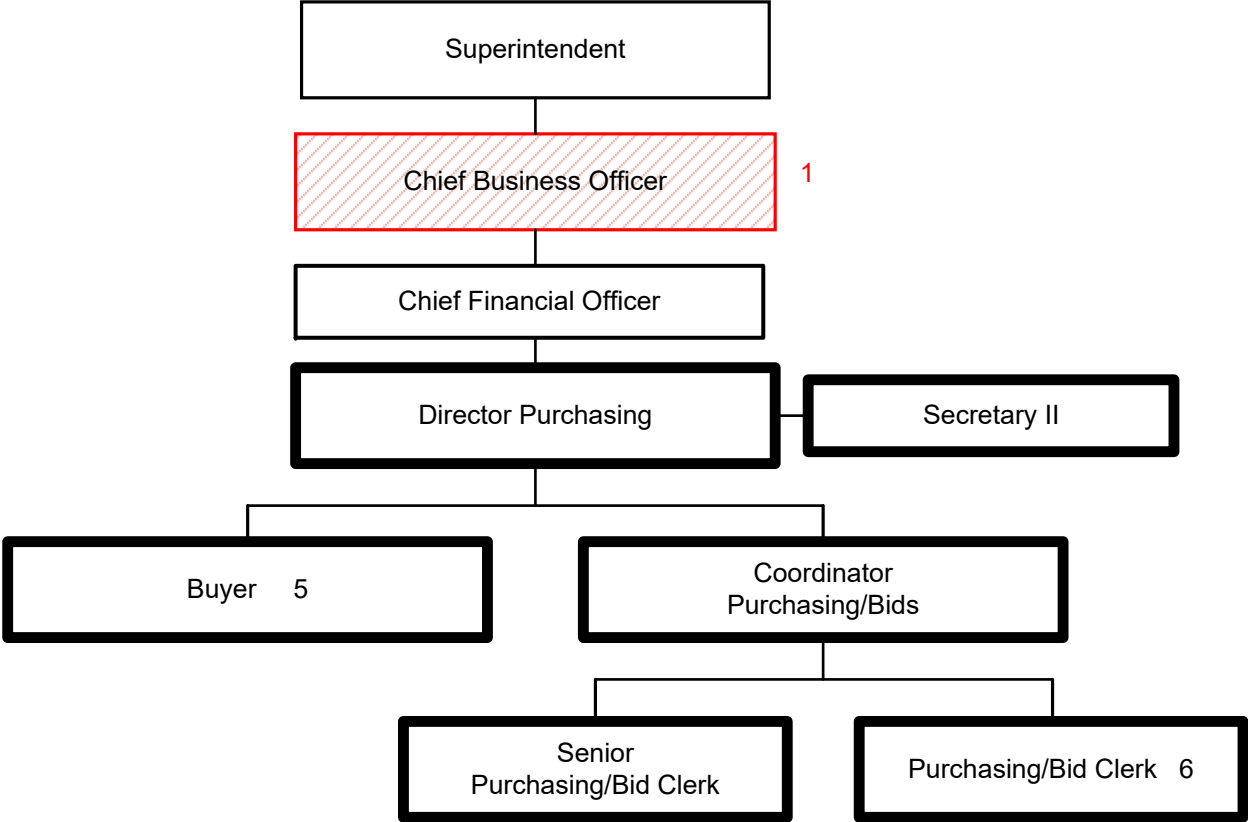 Superintendent
Chief Business Officer
1
Chief Financial Officer
Director Purchasing
Secretary II
Buyer 5
Coordinator
Purchasing/Bids
Senior
Purchasing/Bid Clerk
Purchasing/Bid Clerk 6